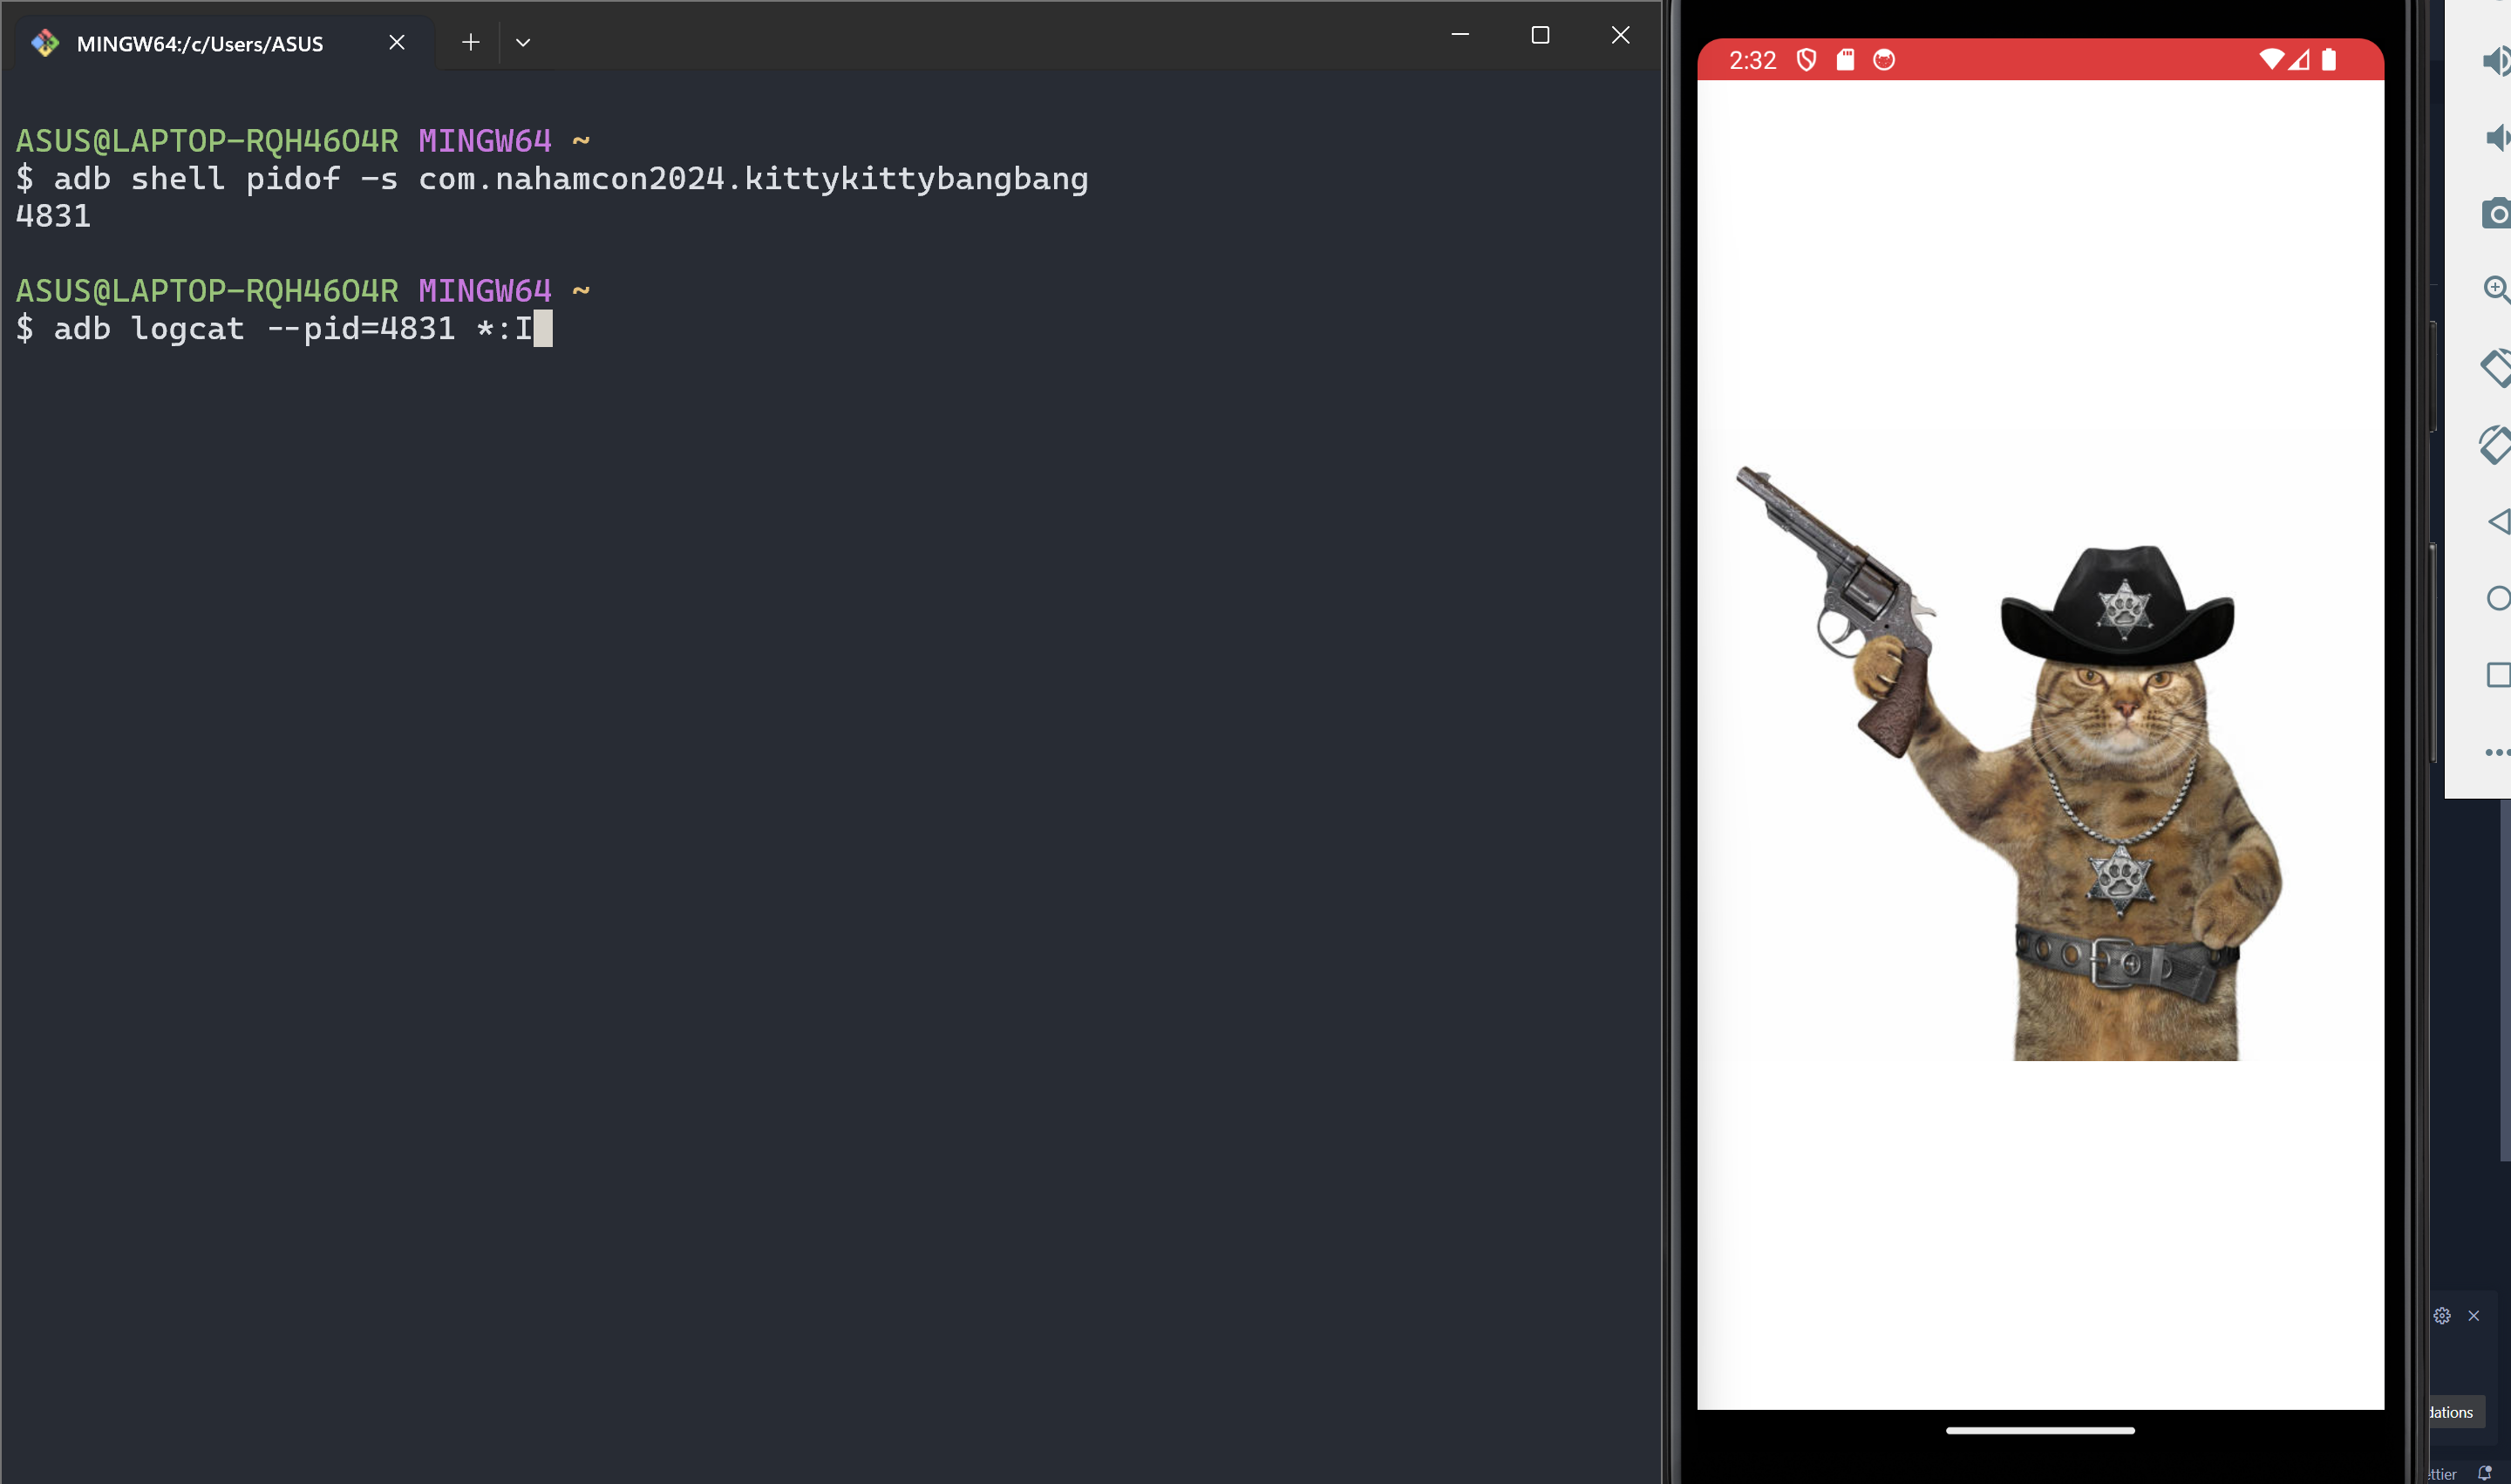 MINGW64:/c/Users/ASUS
ASUS@LAPTOP-RQH46O4R MINGW64 ~
$ adb shell pidof -s com.nahamcon2024.kittykittybangbang
4831
ASUS@LAPTOP-RQH46O4R MINGW64 ~
$ adb logcat --pid=4831 *:I
2:32
dations
ettier